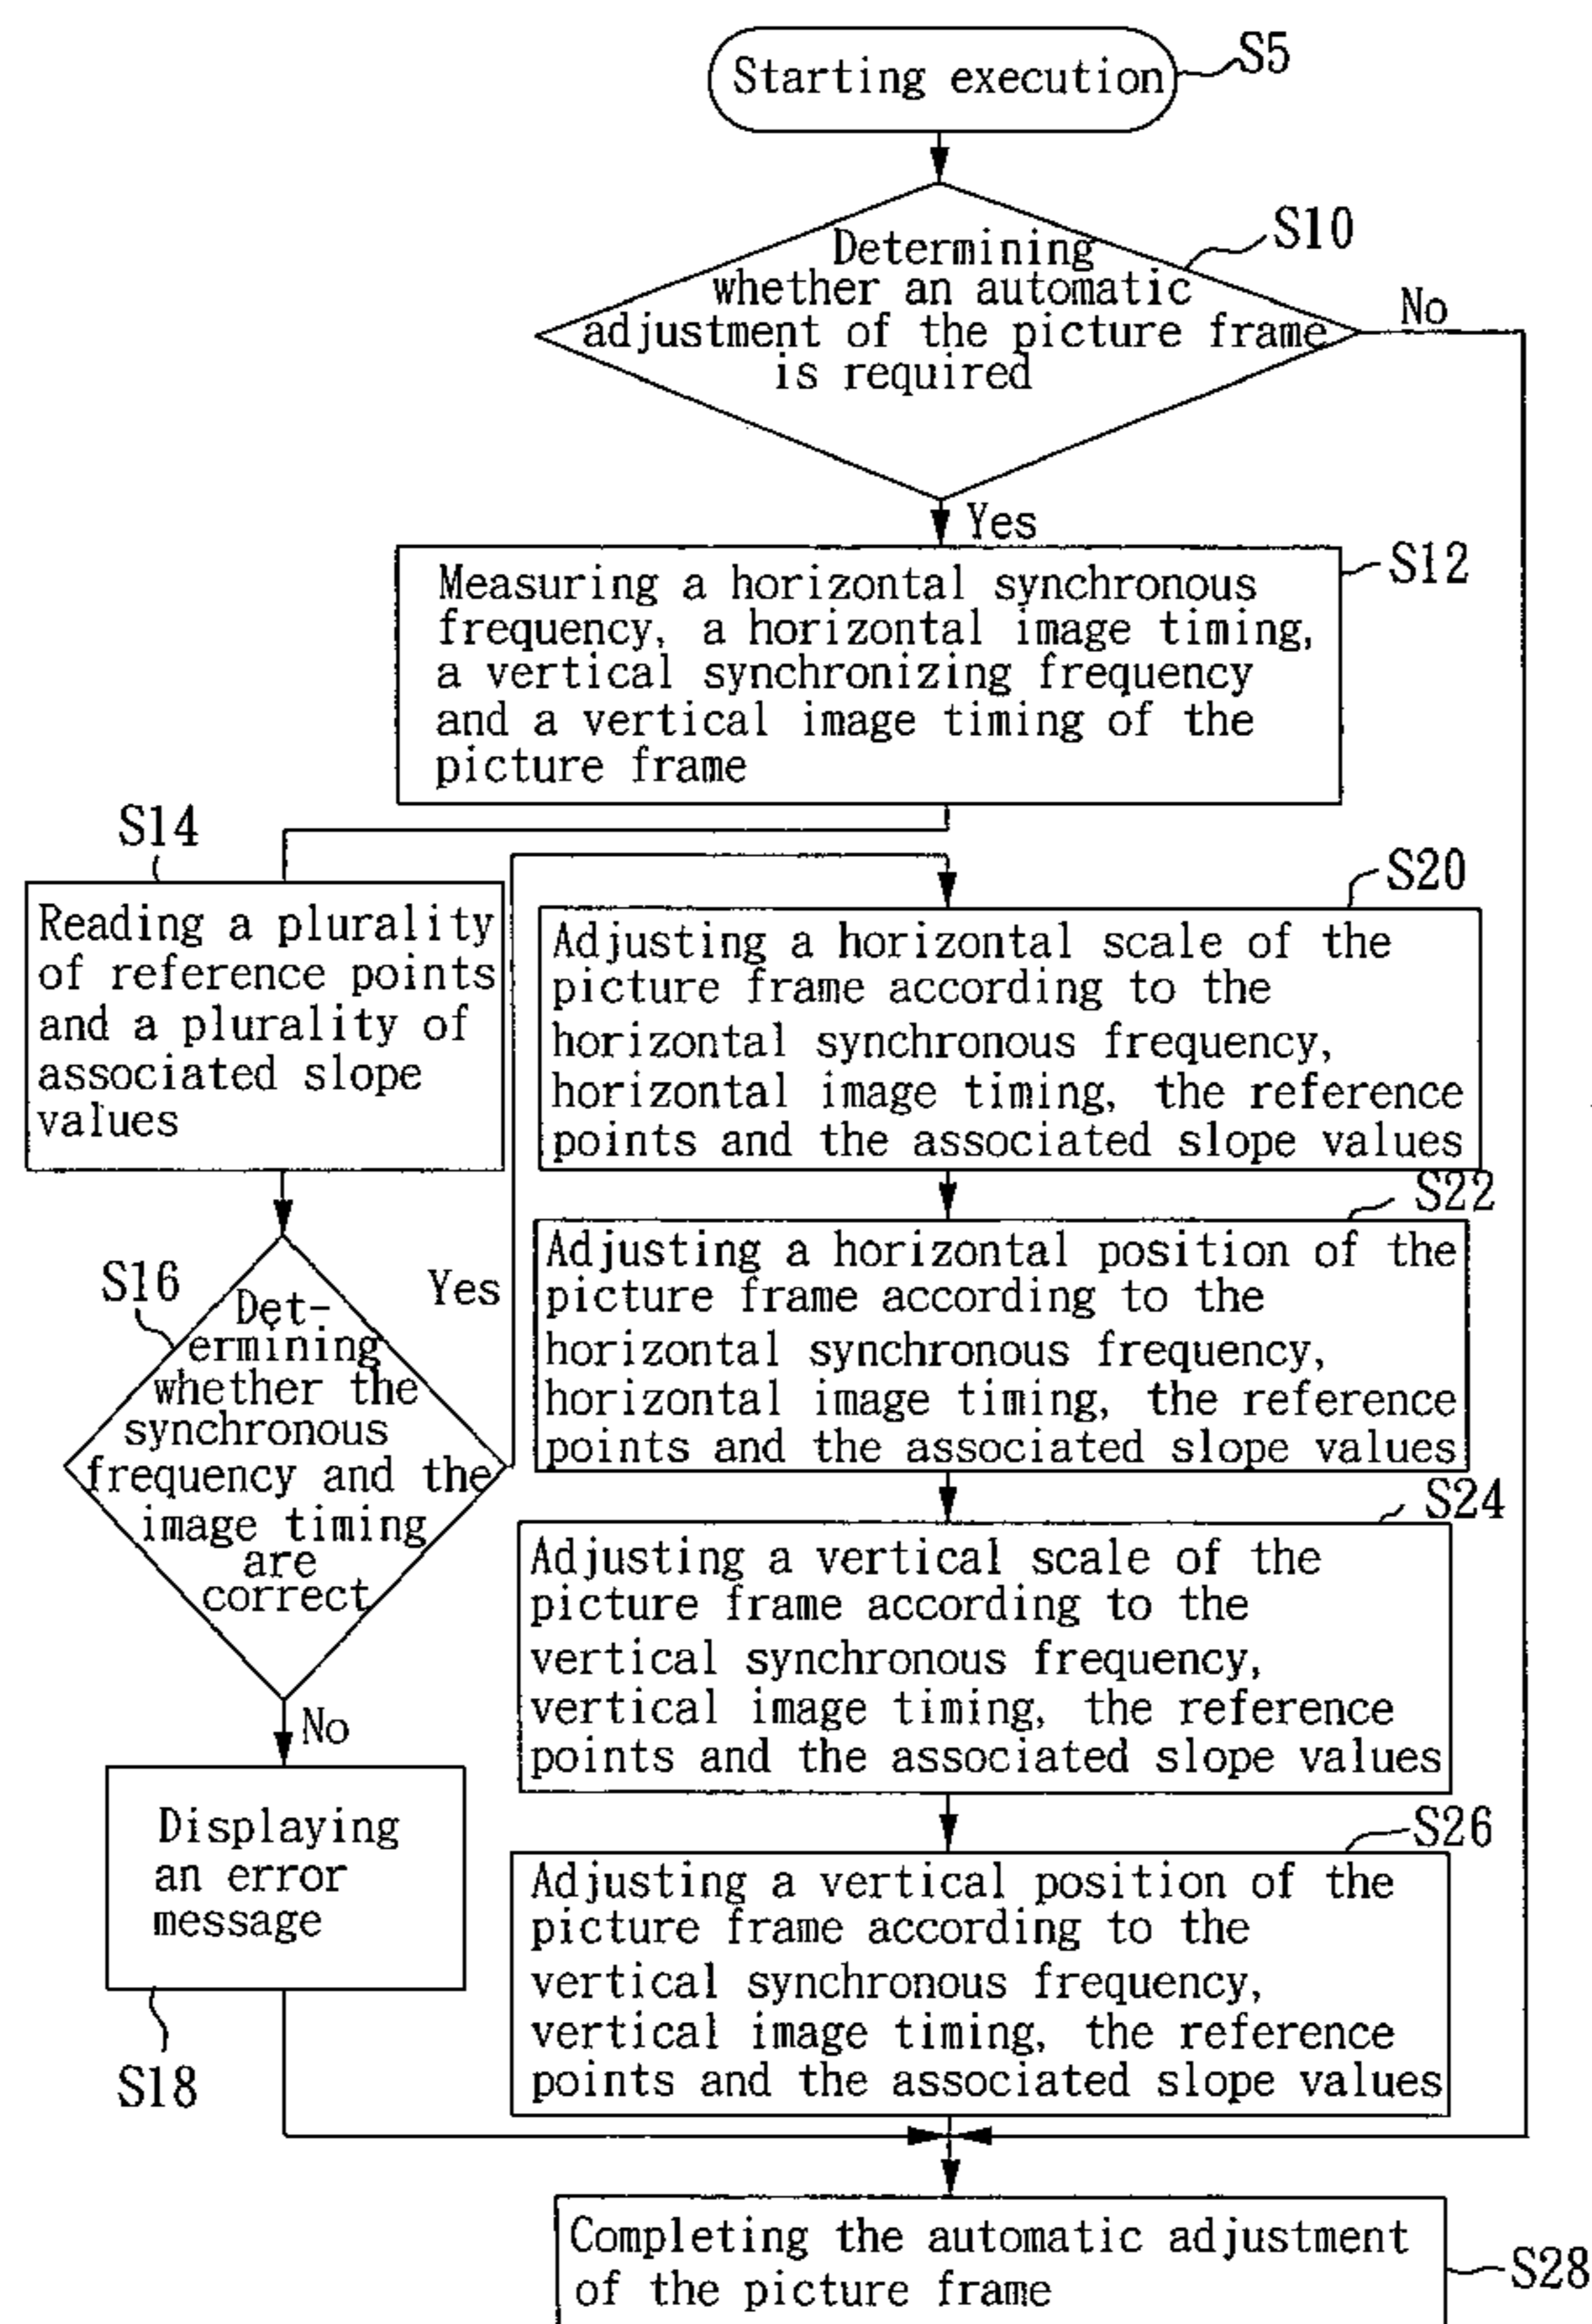 Starting execution
S5
Determining
whether an automatic
adjustment of the picture frame
is required
S10
No
Yes
Measuring a horizontal synchronous
frequency, a horizontal image timing,
a vertical synchronizing frequency
and a vertical image timing of the
picture frame
S12
S14
Reading a plurality
of reference points
and a plurality of
associated slope
values
S16
Det-
ermining
whether the
synchronous
frequency and the
image timing
are
correct
Yes
No
Displaying
an error
message
S18
S20
Adjusting a horizontal scale of the
picture frame according to the
horizontal synchronous frequency,
horizontal image timing, the reference
points and the associated slope values
S22
Adjusting a horizontal position of the
picture frame according to the
horizontal synchronous frequency,
horizontal image timing, the reference
points and the associated slope values
S24
Adjusting a vertical scale of the
picture frame according to the
vertical synchronous frequency,
vertical image timing, the reference
points and the associated slope values
S26
Adjusting a vertical position of the
picture frame according to the
vertical synchronous frequency,
vertical image timing, the reference
points and the associated slope values
Completing the automatic adjustment
of the picture frame
S28